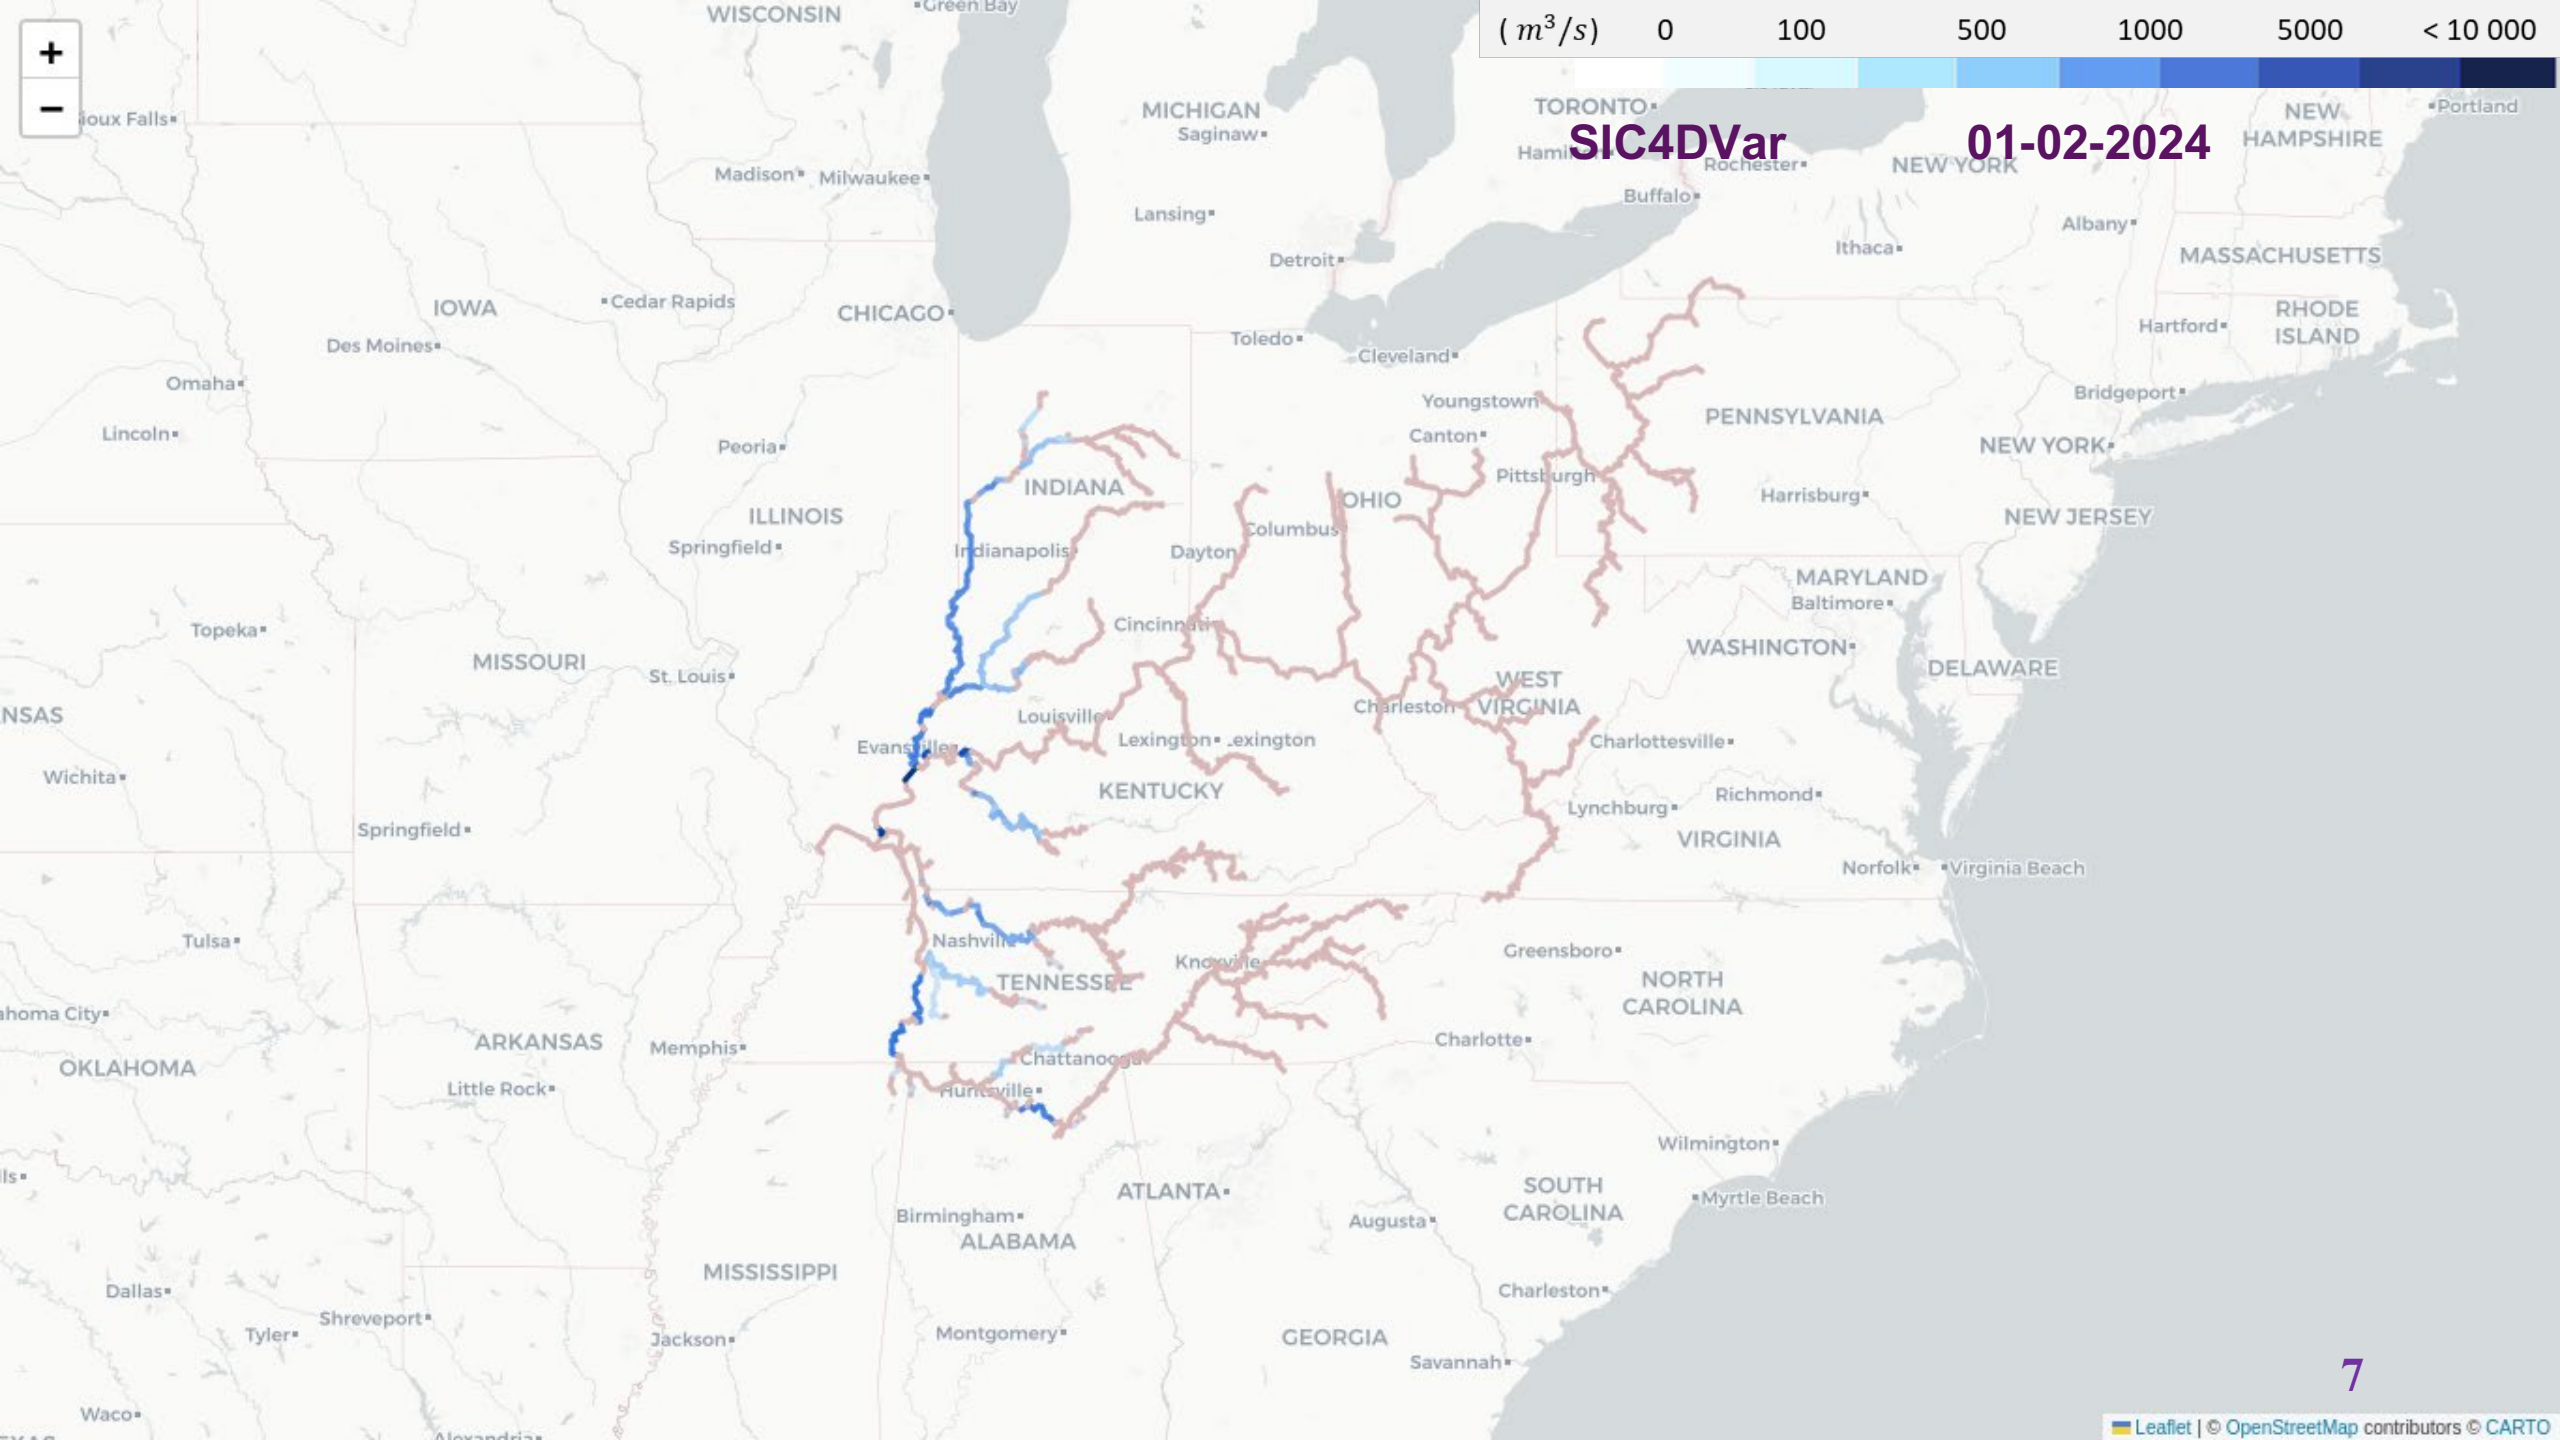 WISCONSIN
Green Bay
( m³/s) 0 100 500 1000 5000 < 10 000
+
−
Sioux Falls
MICHIGAN
Saginaw
TORONTO
NEW
HAMPSHIRE
Portland
SIC4DVar 01-02-2024
Rochester
NEW YORK
Madison
Milwaukee
Buffalo
Lansing
Albany
Ithaca
Detroit
MASSACHUSETTS
IOWA
Cedar Rapids
CHICAGO
RHODE
ISLAND
Hartford
Des Moines
Toledo
Cleveland
Omaha
Bridgeport
Youngstown
PENNSYLVANIA
Lincoln
Canton
Peoria
NEW YORK
Pittsburgh
INDIANA
Harrisburg
OHIO
ILLINOIS
NEW JERSEY
Columbus
Springfield
Indianapolis
Dayton
MARYLAND
Baltimore
Topeka
Cincinnati
MISSOURI
WASHINGTON
St. Louis
DELAWARE
WEST
VIRGINIA
NSAS
Louisville
Charleston
Evansville
Lexington
Lexington
Charlottesville
Wichita
KENTUCKY
Richmond
Lynchburg
Springfield
VIRGINIA
Norfolk
Virginia Beach
Tulsa
Nashville
Greensboro
Knoxville
TENNESSEE
NORTH
CAROLINA
ahoma City
ARKANSAS
Memphis
Charlotte
Chattanooga
OKLAHOMA
Little Rock
Huntsville
Wilmington
lls
ATLANTA
SOUTH
CAROLINA
Myrtle Beach
Birmingham
Augusta
ALABAMA
MISSISSIPPI
Dallas
Charleston
Shreveport
Tyler
Jackson
Montgomery
GEORGIA
Savannah
7
Waco
Alexandria
Leaflet | © OpenStreetMap contributors © CARTO